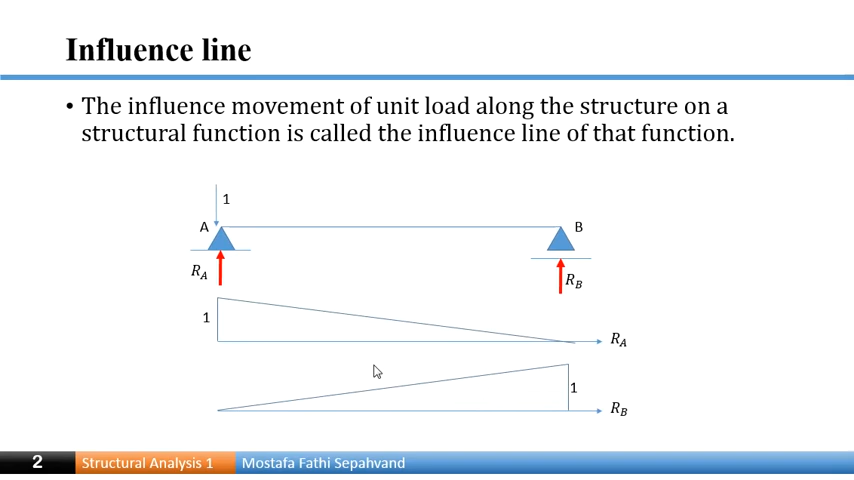 Influence line
• The influence movement of unit load along the structure on a
structural function is called the influence line of that function.
1
A
B
R_A
R_B
1
R_A
1
R_B
2
Structural Analysis 1
Mostafa Fathi Sepahvand